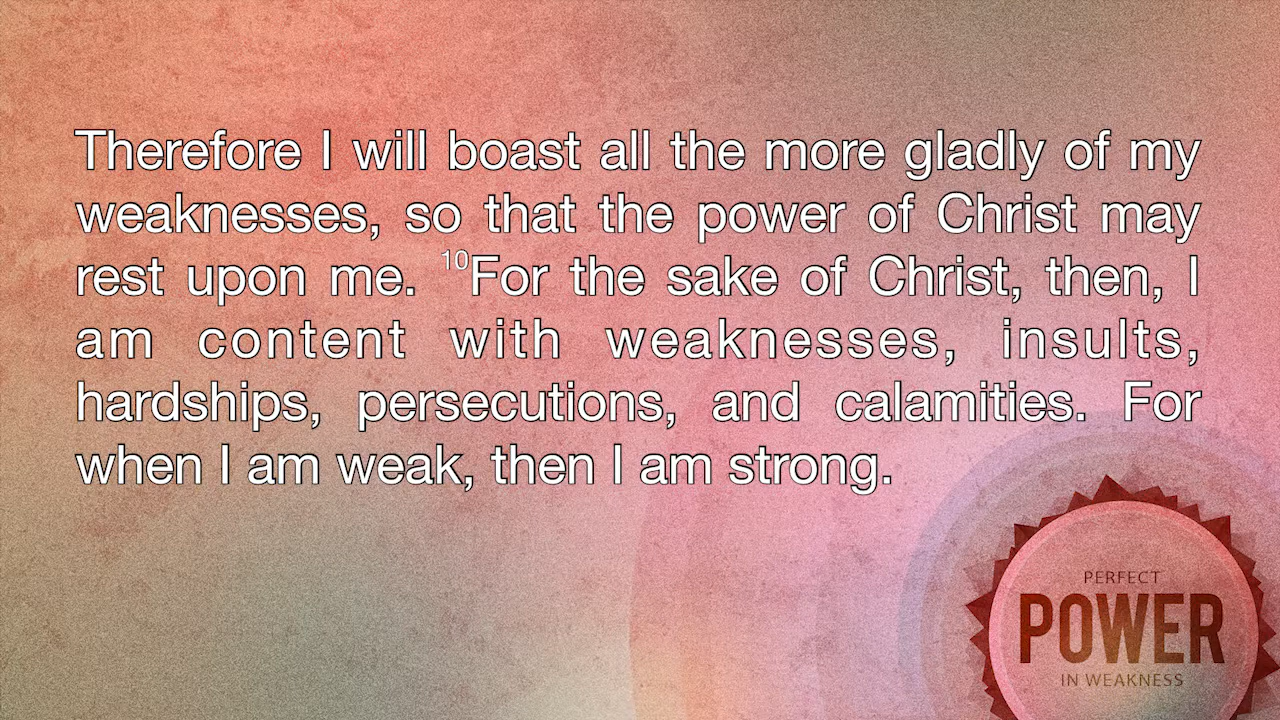 Therefore I will boast all the more gladly of my
weaknesses, so that the power of Christ may
rest upon me. ¹⁰For the sake of Christ, then, I
am content with weaknesses, insults,
hardships, persecutions, and calamities. For
when I am weak, then I am strong.
PERFECT
POWER
IN WEAKNESS